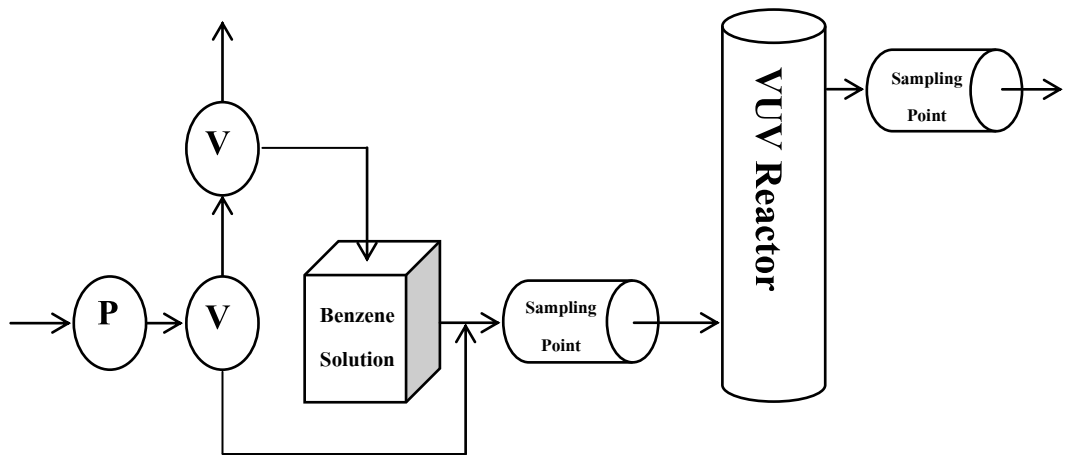 P
V
V
Benzene
Solution
Sampling
Point
VUV Reactor
Sampling
Point